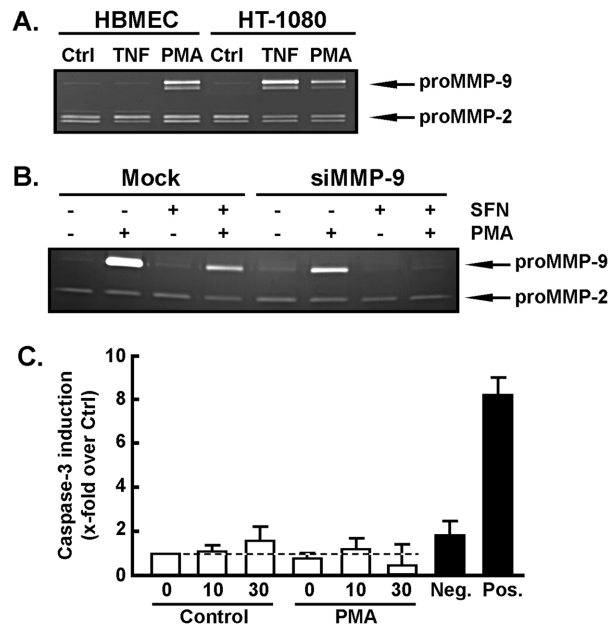 A.
HBMEC HT-1080
Ctrl TNF PMA Ctrl TNF PMA
proMMP-9
proMMP-2
B.
Mock siMMP-9
- - + + - - + + SFN
- + - + - + - + PMA
proMMP-9
proMMP-2
C.
Caspase-3 induction
(x-fold over Ctrl)
10
8
6
4
2
0
0 10 30 0 10 30 Neg. Pos.
Control PMA